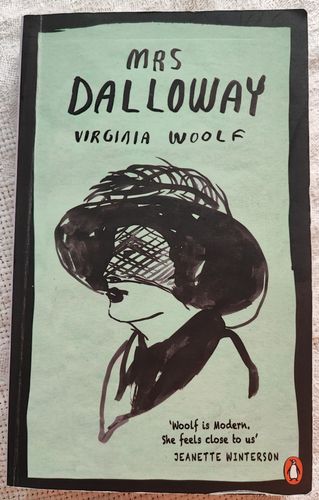 MRS
DALLOWAY
VIRGINIA WOOLF
'Woolf is Modern.
She feels close to us'
JEANETTE WINTERSON